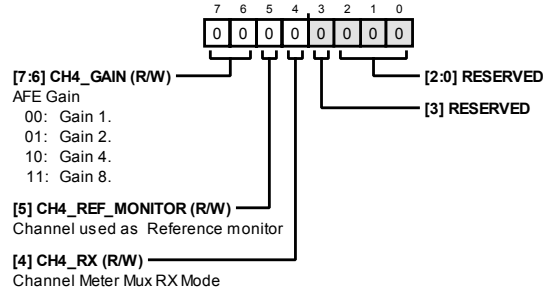 7 6 5 4 3 2 1 0
0 0 0 0 0 0 0 0
[7:6] CH4_GAIN (R/W)
AFE Gain
00: Gain 1.
01: Gain 2.
10: Gain 4.
11: Gain 8.
[5] CH4_REF_MONITOR (R/W)
Channel used as Reference monitor
[4] CH4_RX (R/W)
Channel Meter Mux RX Mode
[2:0] RESERVED
[3] RESERVED